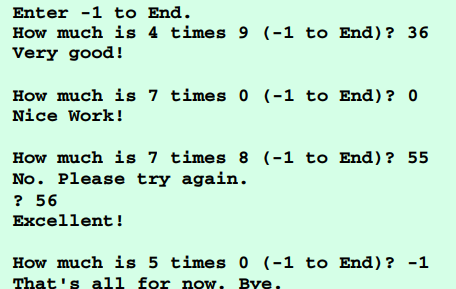 Enter -1 to End.
How much is 4 times 9 (-1 to End)? 36
Very good!
How much is 7 times 0 (-1 to End)? 0
Nice Work!
How much is 7 times 8 (-1 to End)? 55
No. Please try again.
? 56
Excellent!
How much is 5 times 0 (-1 to End)? -1
That's all for now. Bye.